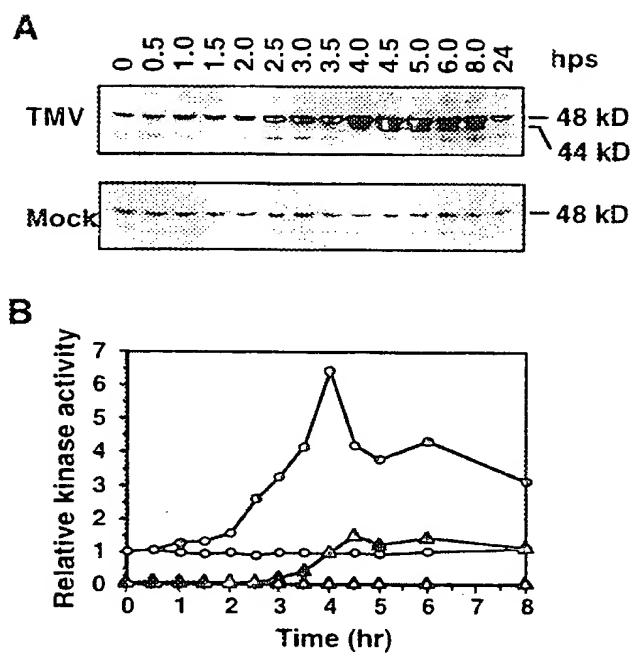 A
0 0.5 1.0 1.5 2.0 2.5 3.0 3.5 4.0 4.5 5.0 6.0 8.0 24 hps
TMV
48 kD
44 kD
Mock
48 kD
B
Relative kinase activity
7
6
5
4
3
2
1
0
0 1 2 3 4 5 6 7 8
Time (hr)